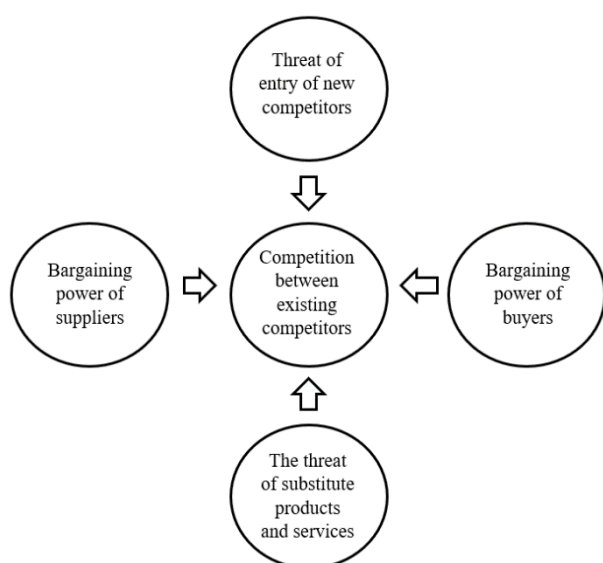 Threat of
entry of new
competitors
Bargaining
power of
suppliers
Competition
between
existing
competitors
Bargaining
power of
buyers
The threat
of substitute
products
and services